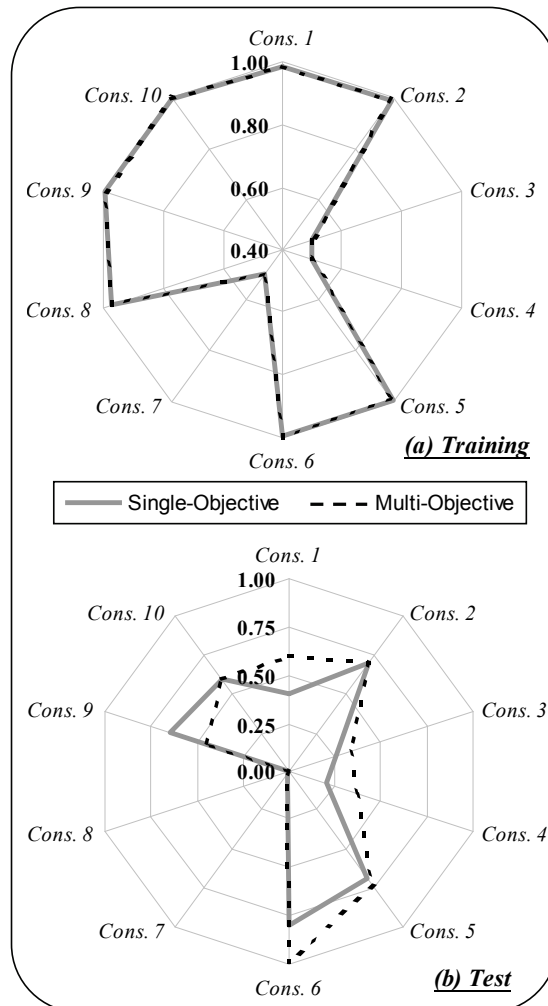 Cons. 1
1.00
Cons. 10
Cons. 2
0.80
Cons. 9
Cons. 3
0.60
0.40
Cons. 8
Cons. 4
Cons. 7
Cons. 5
(a) Training
Cons. 6
Single-Objective Multi-Objective
Cons. 1
1.00
Cons. 10
Cons. 2
0.75
0.50
Cons. 9
Cons. 3
0.25
0.00
Cons. 8
Cons. 4
Cons. 7
Cons. 5
Cons. 6
(b) Test